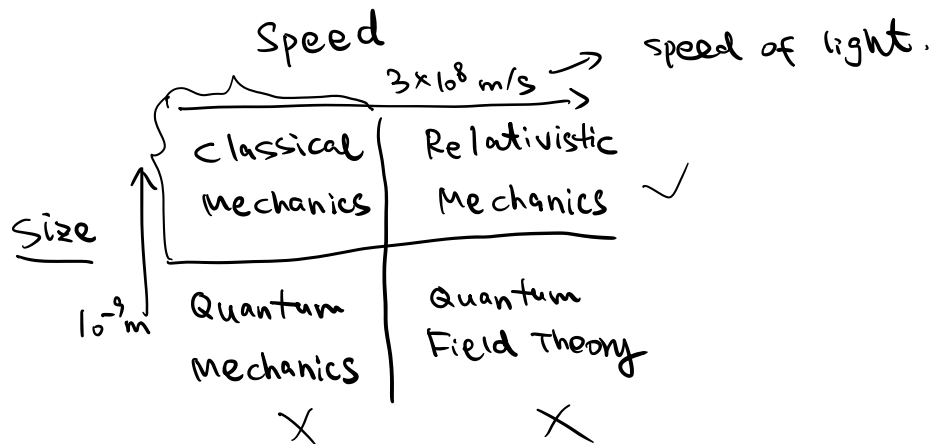 Speed
3×10⁸ m/s
speed of light.
Classical
Mechanics
Relativistic
Mechanics
Size
10⁻⁹m
Quantum
Mechanics
Quantum
Field Theory